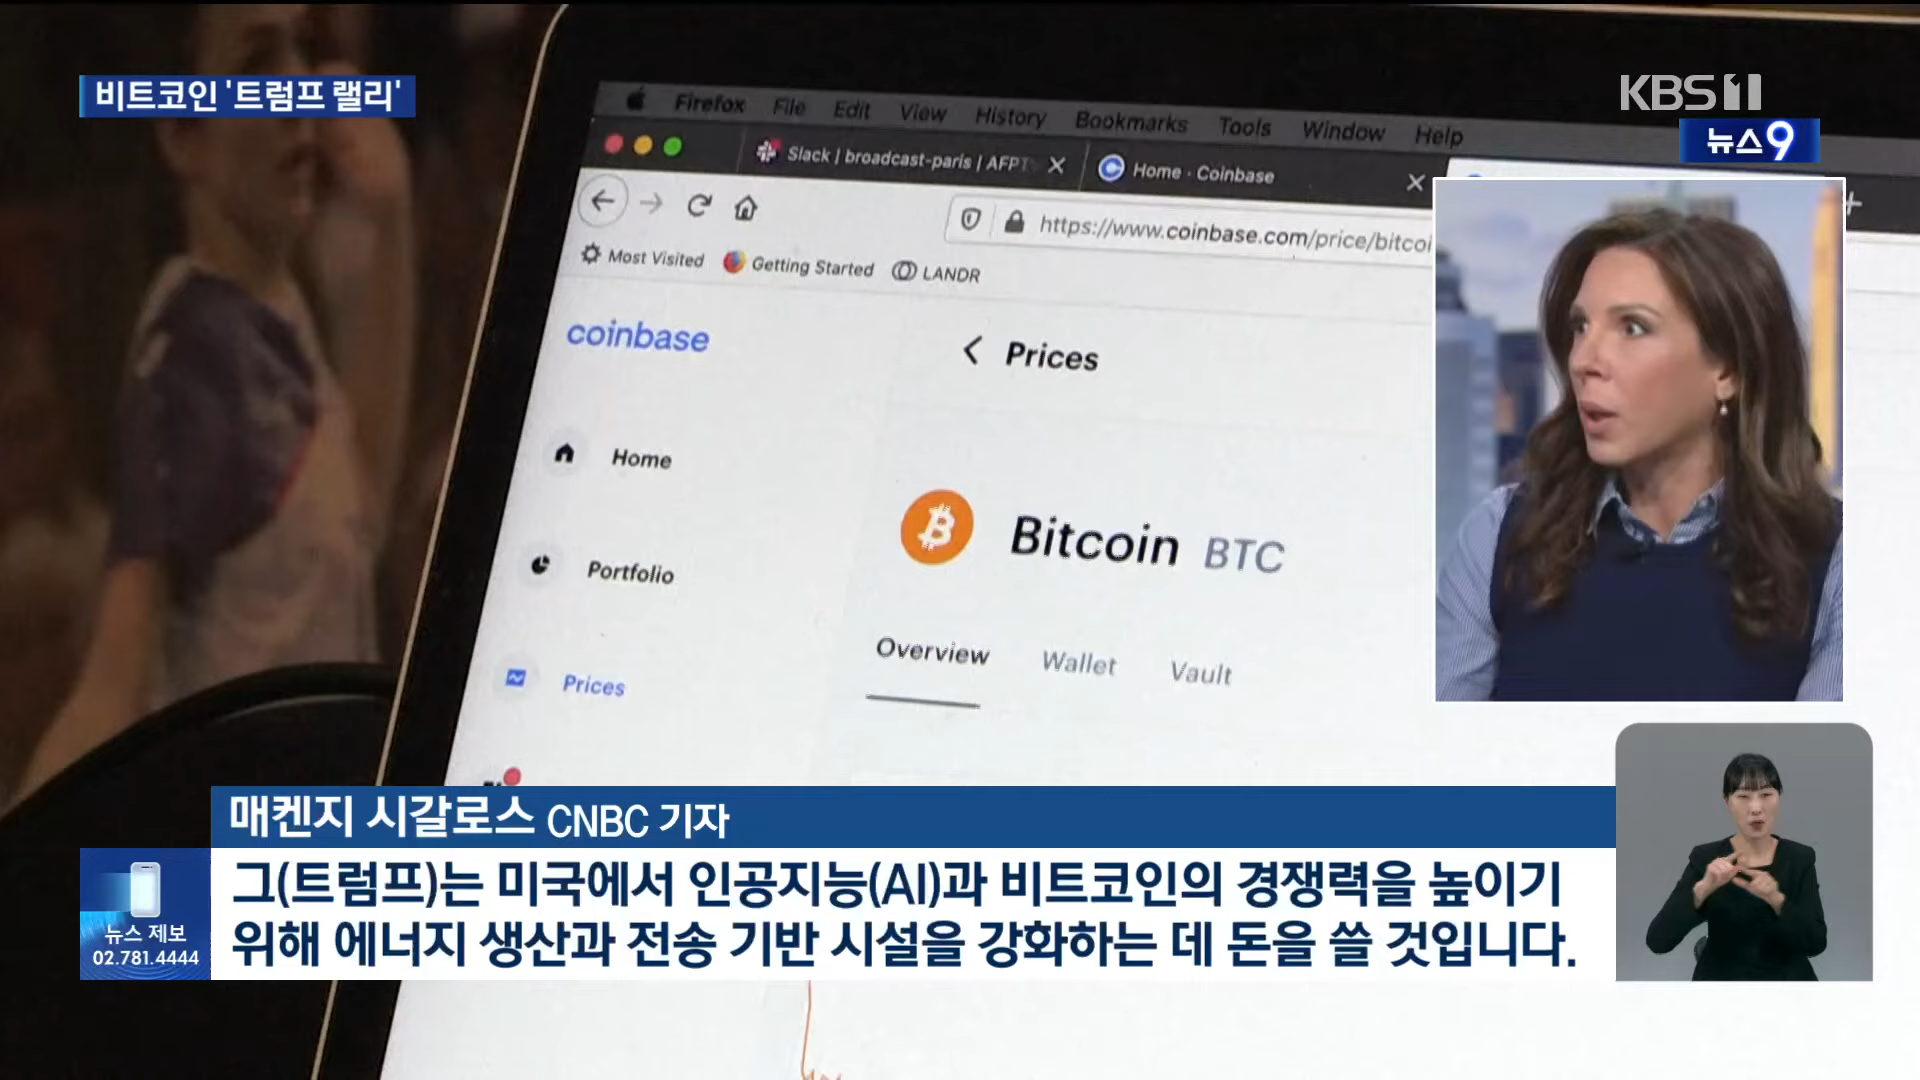 비트코인 '트럼프 랠리'
KBS 1
뉴스9
Firefox File Edit View History Bookmarks Tools Window Help
Slack | broadcast-paris | AFPT
Home · Coinbase
https://www.coinbase.com/price/bitcoi
Most Visited Getting Started LANDR
coinbase
Prices
Home
Bitcoin BTC
Portfolio
Overview Wallet Vault
Prices
매켄지 시갈로스 CNBC 기자
그(트럼프)는 미국에서 인공지능(AI)과 비트코인의 경쟁력을 높이기
위해 에너지 생산과 전송 기반 시설을 강화하는 데 돈을 쓸 것입니다.
뉴스 제보
02.781.4444